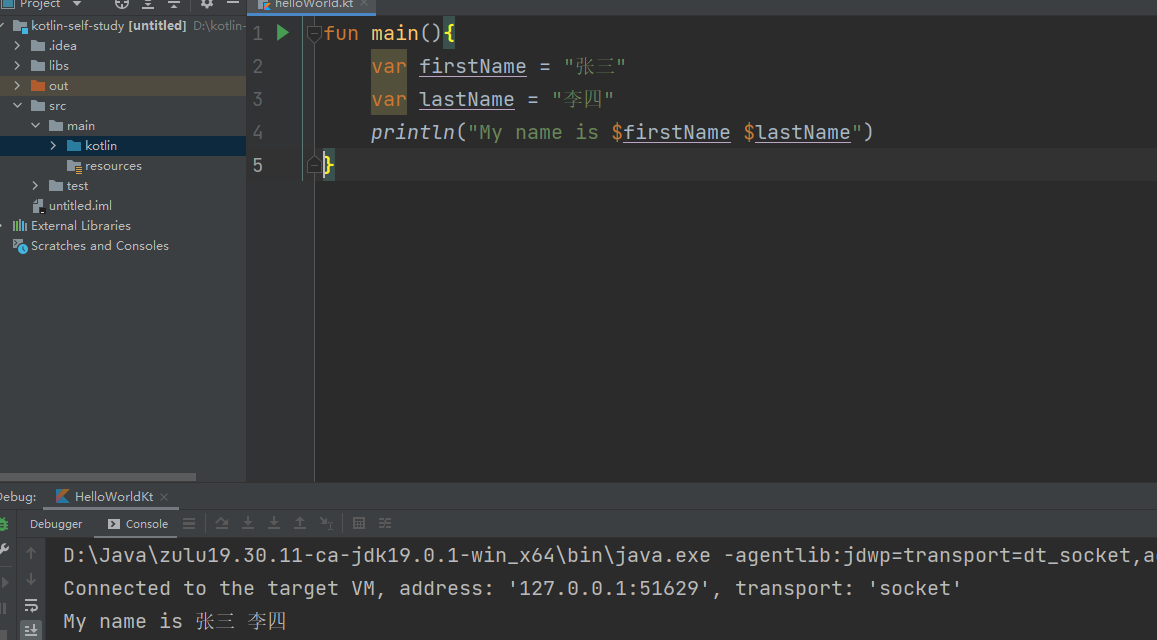 Project
helloWorld.kt
kotlin-self-study [untitled] D:\kotlin-
.idea
libs
out
src
main
kotlin
resources
test
untitled.iml
External Libraries
Scratches and Consoles
1 fun main(){
2 var firstName = "张三"
3 var lastName = "李四"
4 println("My name is $firstName $lastName")
5 }
Debug: HelloWorldKt
Debugger Console
D:\Java\zulu19.30.11-ca-jdk19.0.1-win_x64\bin\java.exe -agentlib:jdwp=transport=dt_socket,a
Connected to the target VM, address: '127.0.0.1:51629', transport: 'socket'
My name is 张三 李四